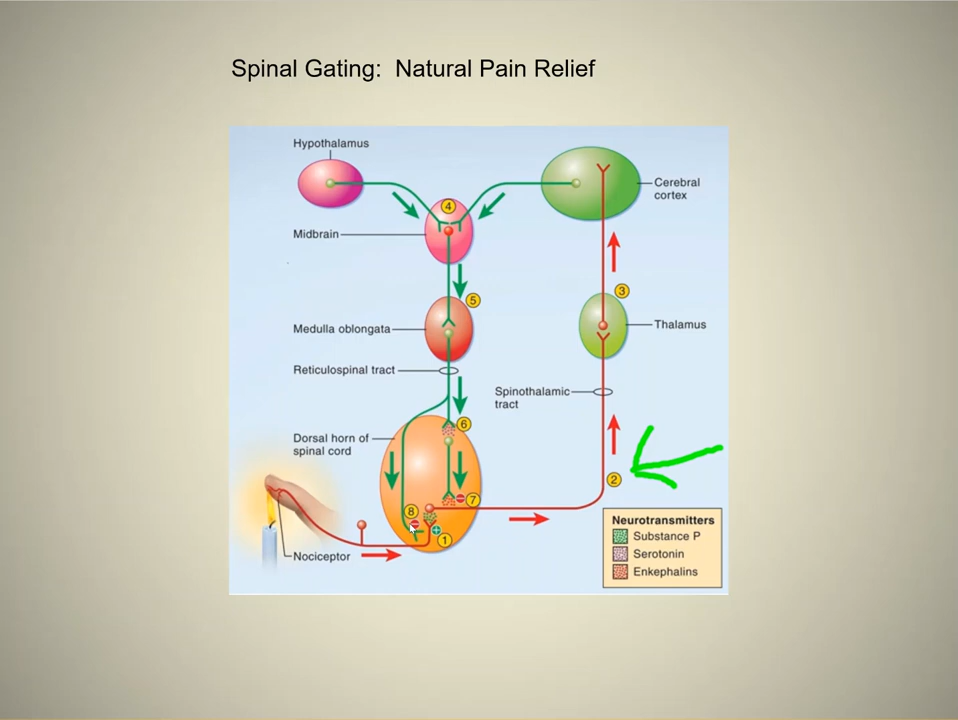 Spinal Gating: Natural Pain Relief
Hypothalamus
4
Cerebral
cortex
Midbrain
5
3
Medulla oblongata
Thalamus
Reticulospinal tract
Spinothalamic
tract
6
Dorsal horn of
spinal cord
2
7
8
1
Nociceptor
Neurotransmitters
Substance P
Serotonin
Enkephalins